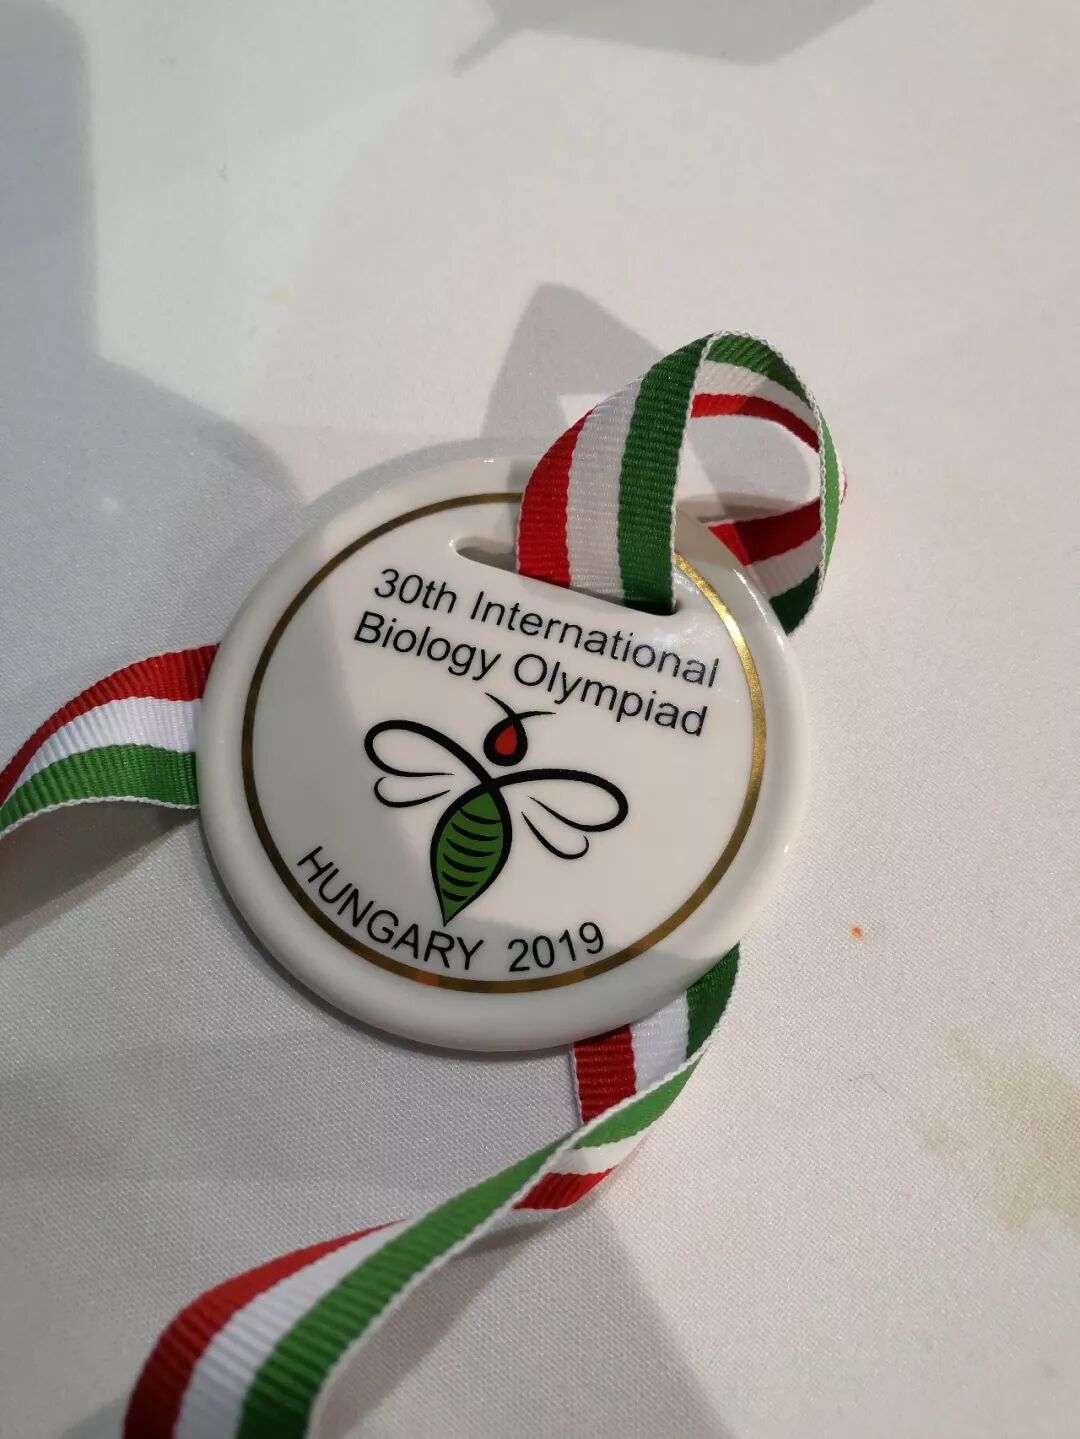 30th International
Biology Olympiad
HUNGARY 2019